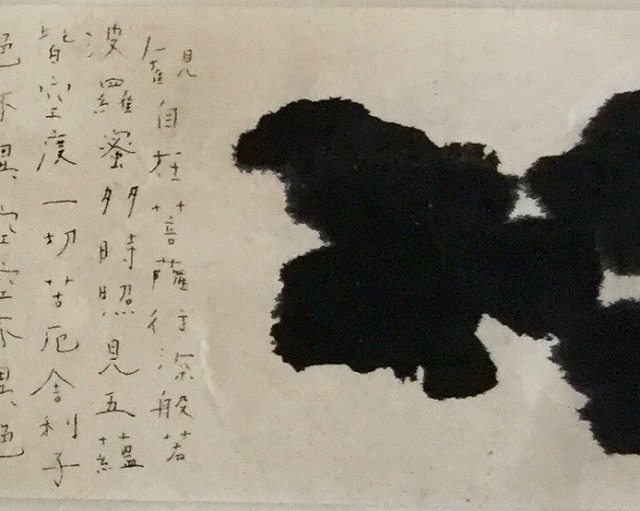 觀自在菩薩行深般若
波羅蜜多時照見五蘊
皆空度一切苦厄舍利子
色不異空空不異色